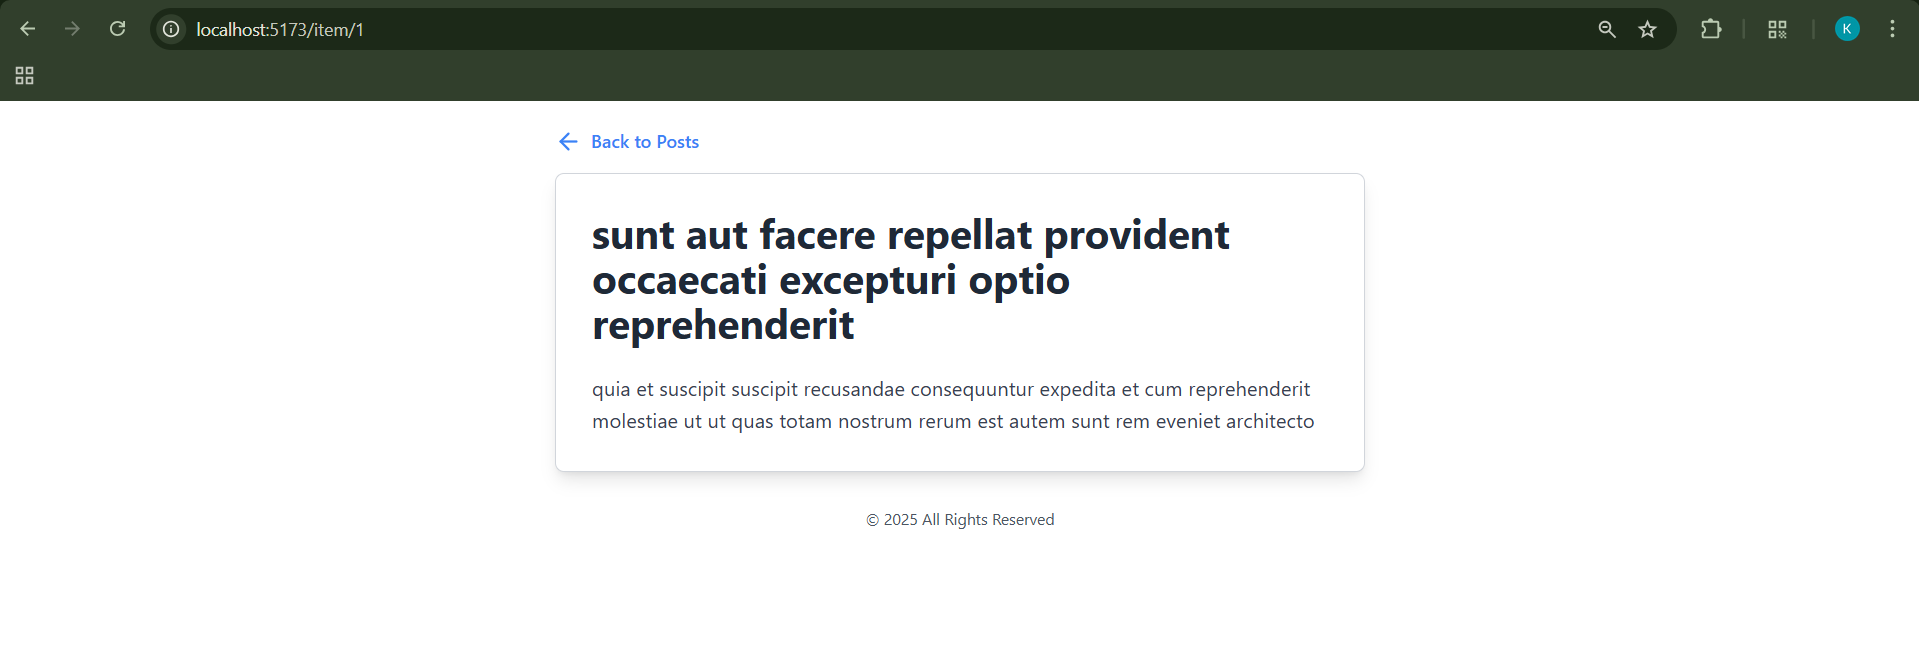 localhost:5173/item/1
K
Back to Posts
sunt aut facere repellat provident
occaecati excepturi optio
reprehenderit
quia et suscipit suscipit recusandae consequuntur expedita et cum reprehenderit
molestiae ut ut quas totam nostrum rerum est autem sunt rem eveniet architecto
© 2025 All Rights Reserved